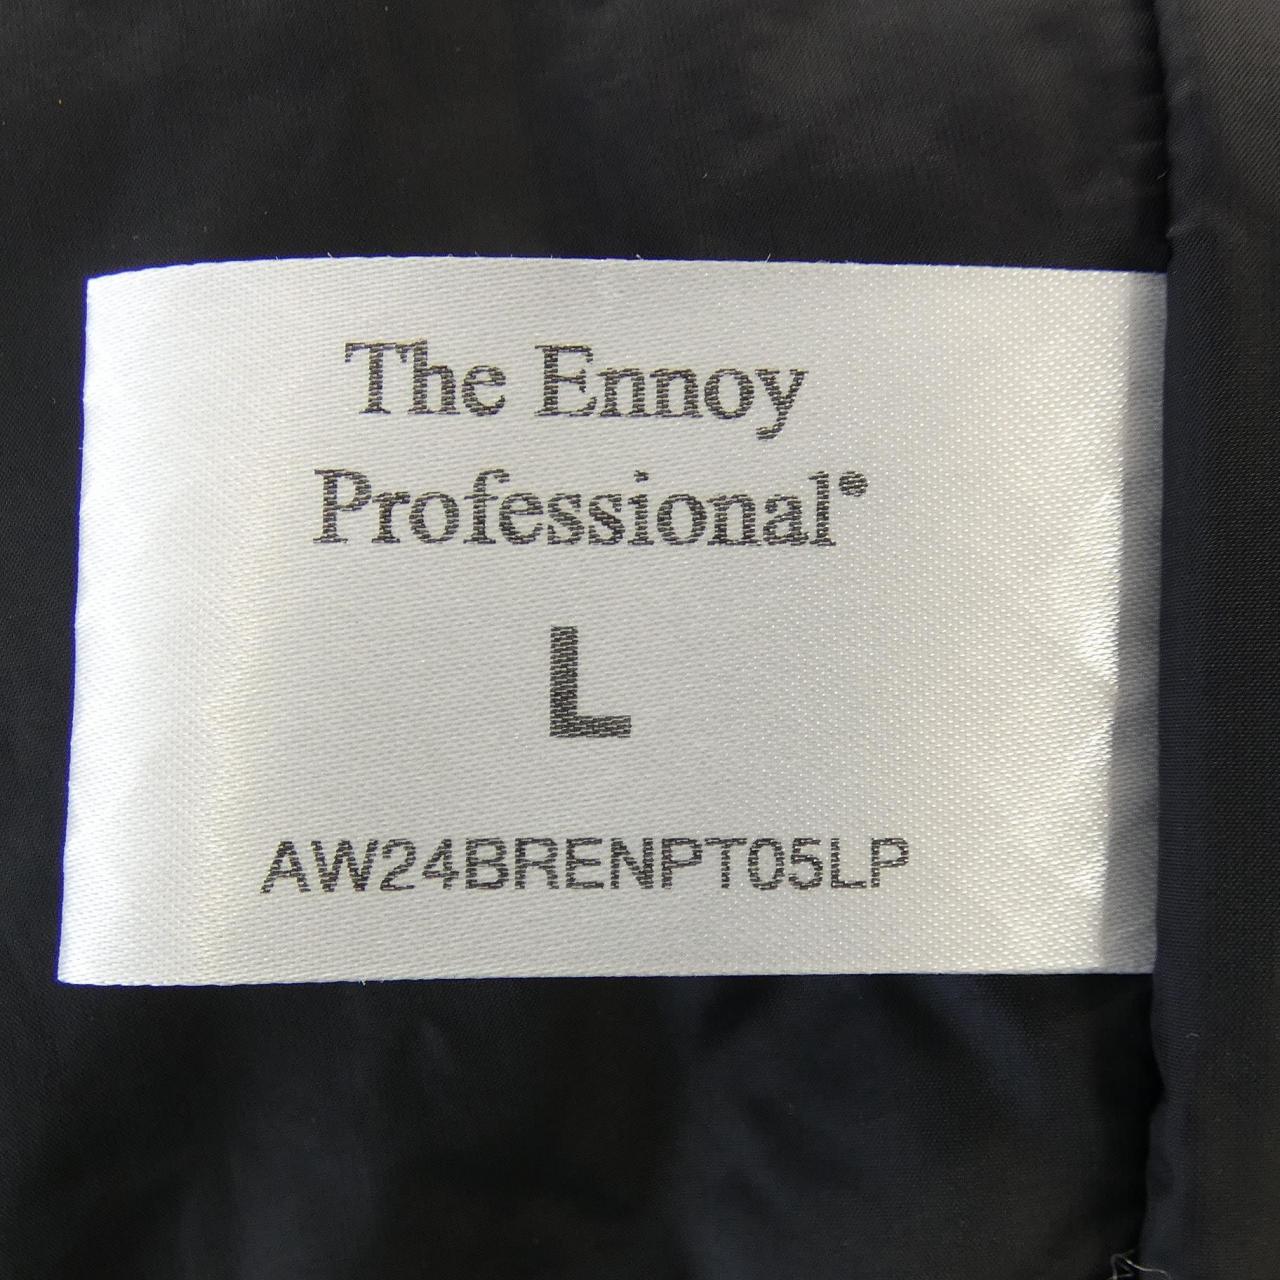 The Ennoy
Professional®
L
AW24BRENPT05LP